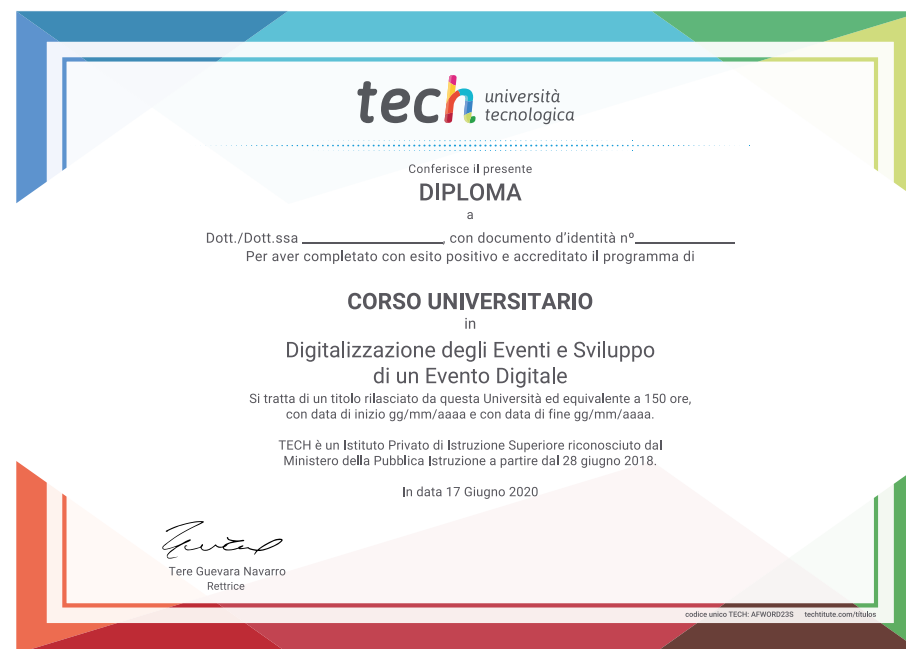 tech università
tecnologica
Conferisce il presente
DIPLOMA
a
Dott./Dott.ssa ____________________, con documento d'identità nº______________
Per aver completato con esito positivo e accreditato il programma di
CORSO UNIVERSITARIO
in
Digitalizzazione degli Eventi e Sviluppo
di un Evento Digitale
Si tratta di un titolo rilasciato da questa Università ed equivalente a 150 ore,
con data di inizio gg/mm/aaaa e con data di fine gg/mm/aaaa.
TECH è un Istituto Privato di Istruzione Superiore riconosciuto dal
Ministero della Pubblica Istruzione a partire dal 28 giugno 2018.
In data 17 Giugno 2020
Tere Guevara Navarro
Rettrice
codice unico TECH: AFWORD23S techtitute.com/titulos